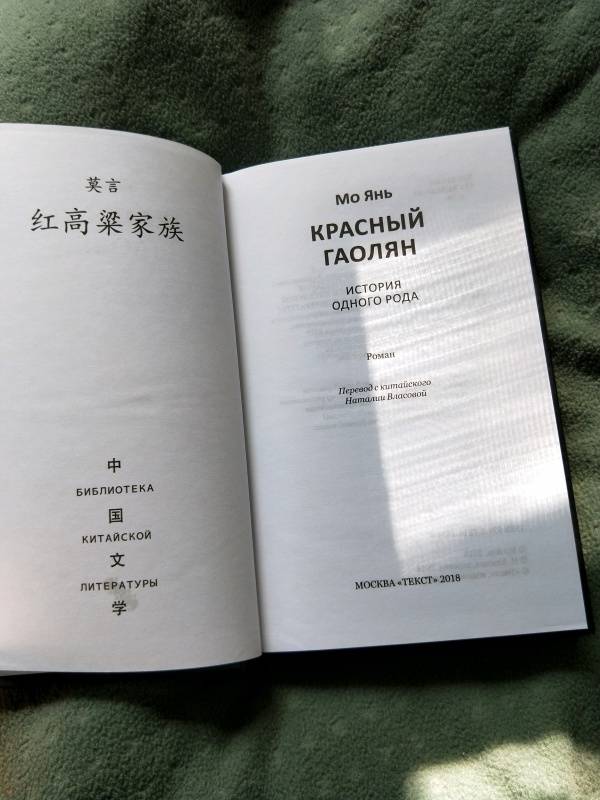 莫言
红高粱家族
中
БИБЛИОТЕКА
国
КИТАЙСКОЙ
文
ЛИТЕРАТУРЫ
学
Мо Янь
КРАСНЫЙ
ГАОЛЯН
ИСТОРИЯ
ОДНОГО РОДА
Роман
Перевод с китайского
Наталии Власовой
МОСКВА «ТЕКСТ» 2018